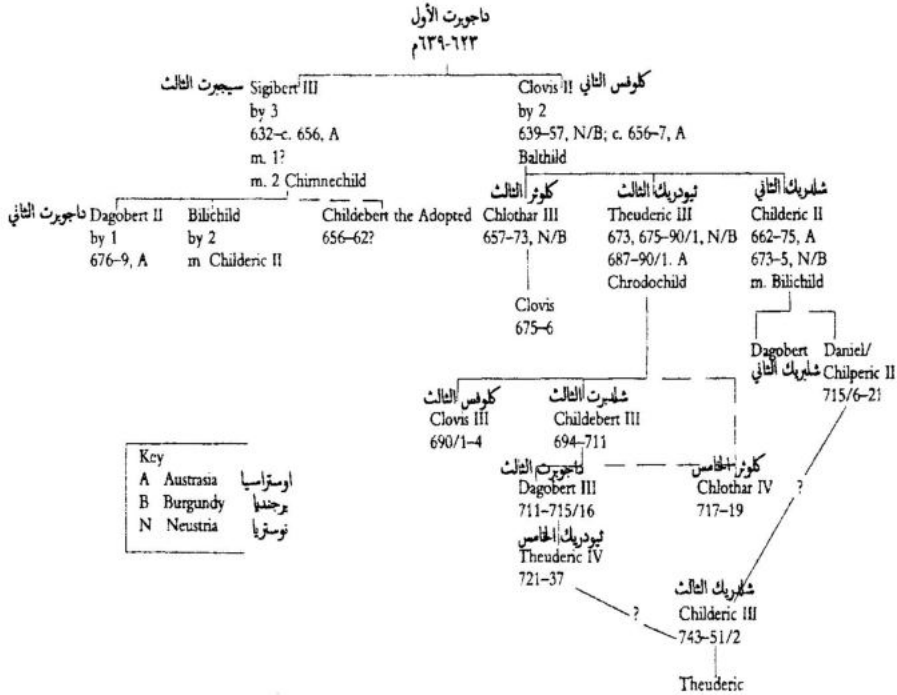 داجوبرت الأول
٦٢٣-٦٣٩م
سيجبرت الثالث Sigibert III
by 3
632–c. 656, A
m. 1?
m. 2 Chimnechild
Clovis II كلوفس الثاني
by 2
639–57, N/B; c. 656–7, A
Balthild
داجوبرت الثاني Dagobert II
by 1
676–9, A
Bilichild
by 2
m Childeric II
Childebert the Adopted
656–62?
كلوثر الثالث
Chlothar III
657–73, N/B
Clovis
675–6
ثيودريك الثالث
Theuderic III
673, 675–90/1, N/B
687–90/1. A
Chrodochild
شلدريك الثاني
Childeric II
662–75, A
673–5, N/B
m. Bilichild
Dagobert
Daniel/
شلبريك الثاني Chilperic II
715/6–21
كلوفس الثالث
Clovis III
690/1–4
شلدبرت الثالث
Childebert III
694–711
داجوبرت الثالث
Dagobert III
711–715/16
كلوثر الخامس
Chlothar IV
717–19
?
ثيودريك الخامس
Theuderic IV
721–37
?
شلدريك الثالث
Childeric III
743–51/2
Theuderic
Key
A Austrasia اوستراسيا
B Burgundy برجنديا
N Neustria نوستريا